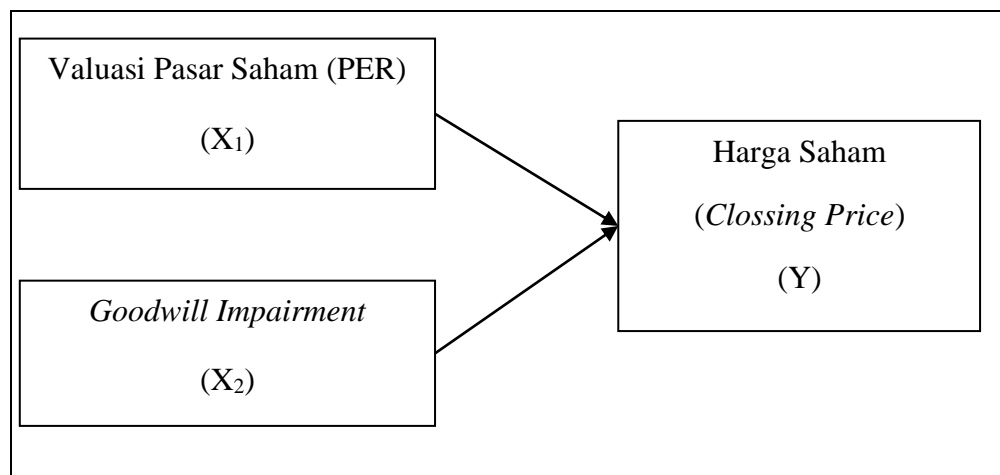 Valuasi Pasar Saham (PER)
(X₁)
Goodwill Impairment
(X₂)
Harga Saham
(Clossing Price)
(Y)